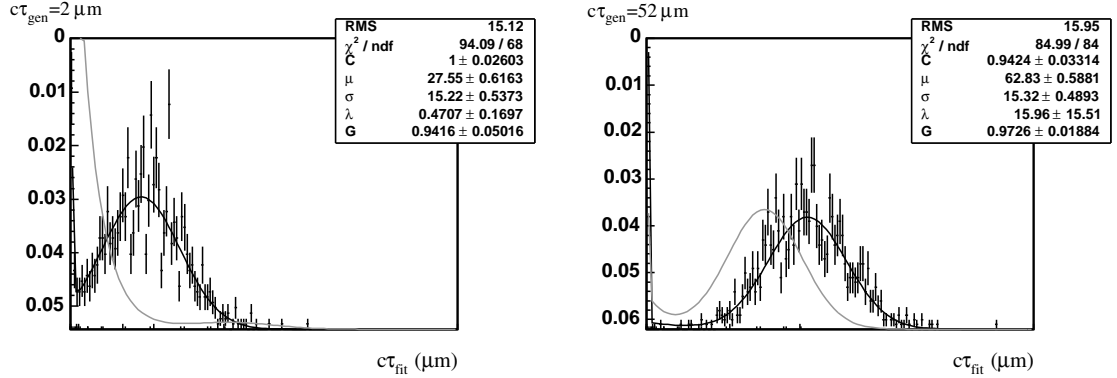 cτgen=2 μm
RMS 15.12
χ² / ndf 94.09 / 68
C 1 ± 0.02603
μ 27.55 ± 0.6163
σ 15.22 ± 0.5373
λ 0.4707 ± 0.1697
G 0.9416 ± 0.05016
0
0.01
0.02
0.03
0.04
0.05
cτfit (μm)
cτgen=52 μm
RMS 15.95
χ² / ndf 84.99 / 84
C 0.9424 ± 0.03314
μ 62.83 ± 0.5881
σ 15.32 ± 0.4893
λ 15.96 ± 15.51
G 0.9726 ± 0.01884
0
0.01
0.02
0.03
0.04
0.05
0.06
cτfit (μm)